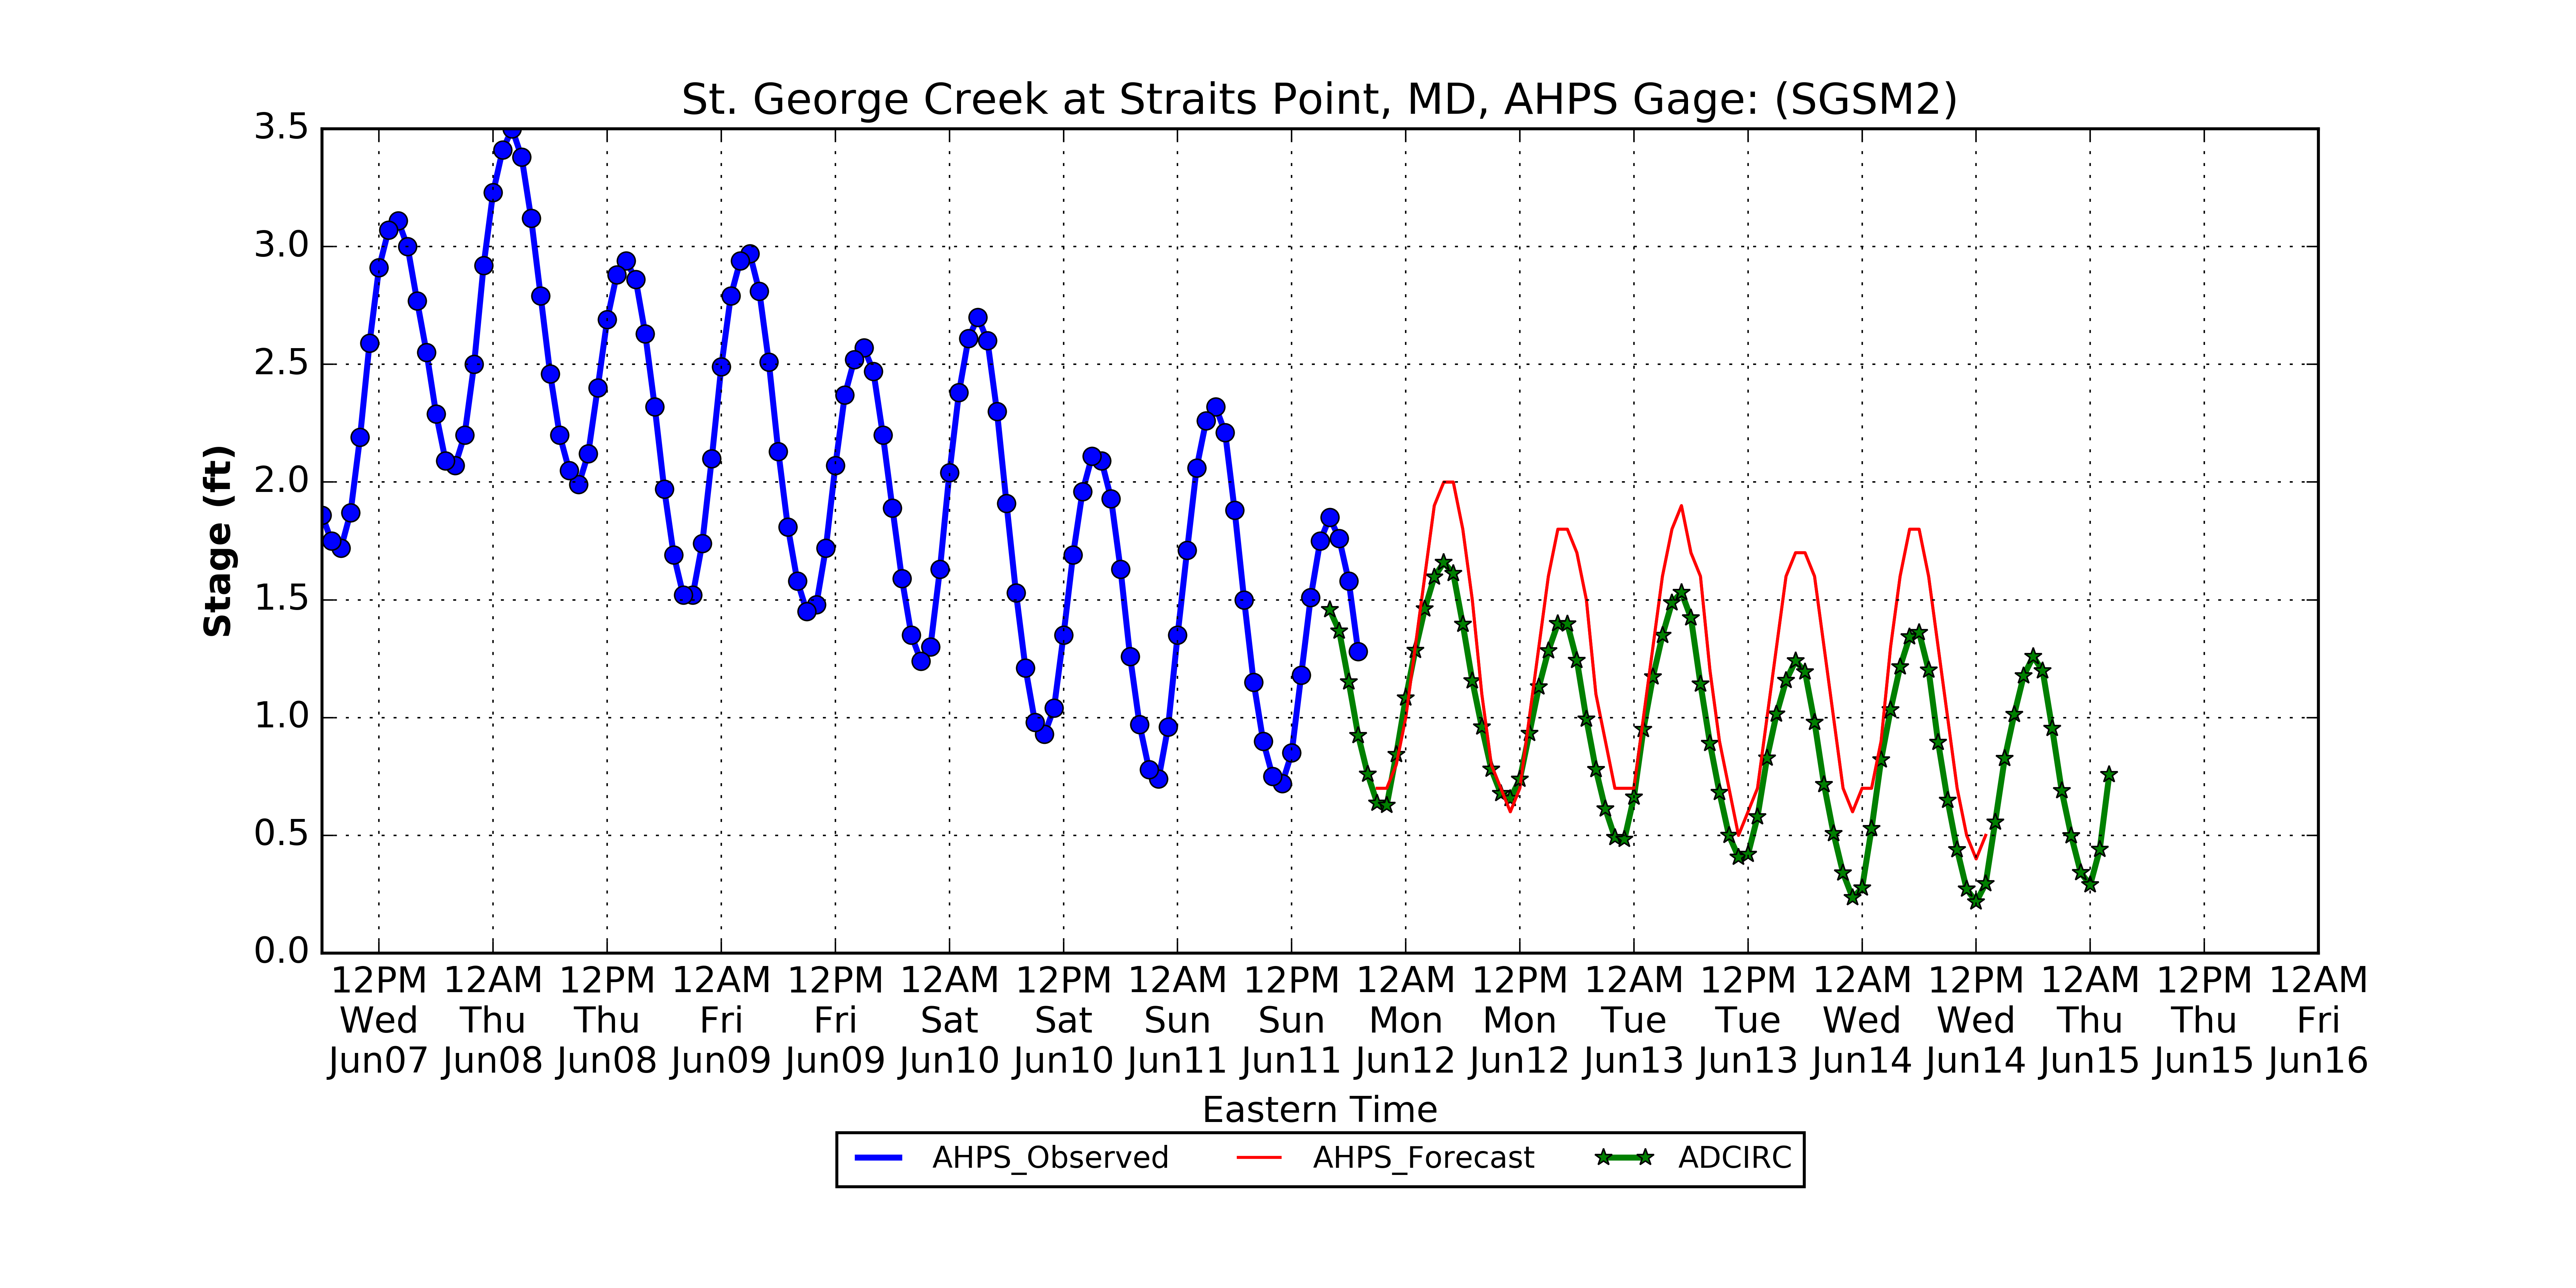 St. George Creek at Straits Point, MD, AHPS Gage: (SGSM2)
3.5
3.0
2.5
2.0
1.5
1.0
0.5
0.0
Stage (ft)
12PM 12AM 12PM 12AM 12PM 12AM 12PM 12AM 12PM 12AM 12PM 12AM 12PM 12AM 12PM 12AM 12PM 12AM
Wed Thu Thu Fri Fri Sat Sat Sun Sun Mon Mon Tue Tue Wed Wed Thu Thu Fri
Jun07 Jun08 Jun08 Jun09 Jun09 Jun10 Jun10 Jun11 Jun11 Jun12 Jun12 Jun13 Jun13 Jun14 Jun14 Jun15 Jun15 Jun16
Eastern Time
AHPS_Observed AHPS_Forecast ADCIRC